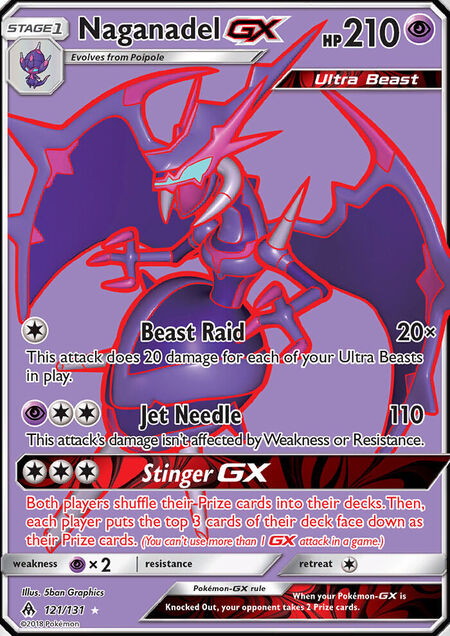 STAGE1 Naganadel GX HP210
Evolves from Poipole
Ultra Beast
Beast Raid 20×
This attack does 20 damage for each of your Ultra Beasts
in play.
Jet Needle 110
This attack's damage isn't affected by Weakness or Resistance.
Stinger GX
Both players shuffle their Prize cards into their decks. Then,
each player puts the top 3 cards of their deck face down as
their Prize cards. (You can't use more than 1 GX attack in a game.)
weakness ×2 resistance retreat
Illus. 5ban Graphics
121/131
©2018 Pokémon
Pokémon-GX rule
When your Pokémon-GX is
Knocked Out, your opponent takes 2 Prize cards.